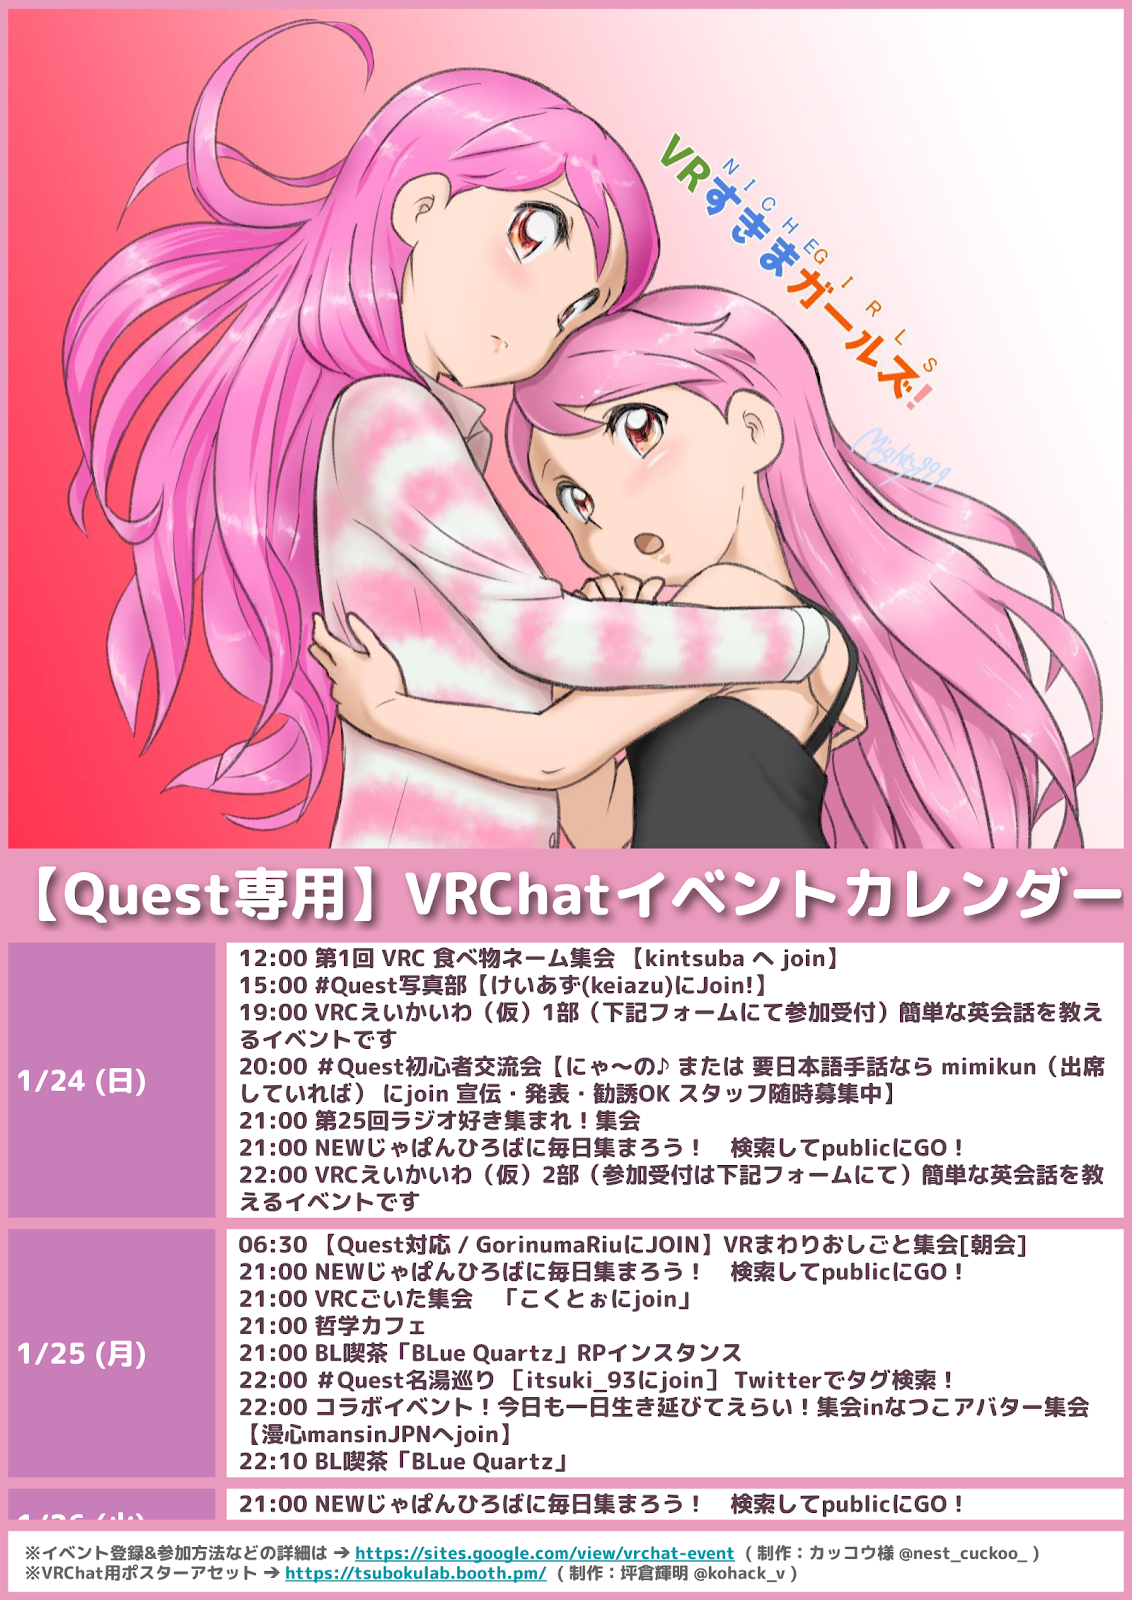 NICHE GIRLS
VRすきまガールズ!
Mighty999
【Quest専用】VRChatイベントカレンダー
1/24 (日)
12:00 第1回 VRC 食べ物ネーム集会 【kintsuba へ join】
15:00 #Quest写真部【けいあず(keiazu)にJoin!】
19:00 VRCえいかいわ（仮）1部（下記フォームにて参加受付）簡単な英会話を教え
るイベントです
20:00 #Quest初心者交流会【にゃ〜の♪ または 要日本語手話なら mimikun（出席
していれば） にjoin 宣伝・発表・勧誘OK スタッフ随時募集中】
21:00 第25回ラジオ好き集まれ！集会
21:00 NEWじゃぱんひろばに毎日集まろう！　検索してpublicにGO！
22:00 VRCえいかいわ（仮）2部（参加受付は下記フォームにて）簡単な英会話を教
えるイベントです
1/25 (月)
06:30 【Quest対応 / GorinumaRiuにJOIN】VRまわりおしごと集会[朝会]
21:00 NEWじゃぱんひろばに毎日集まろう！　検索してpublicにGO！
21:00 VRCごいた集会　「こくとぉにjoin」
21:00 哲学カフェ
21:00 BL喫茶「BLue Quartz」RPインスタンス
22:00 #Quest名湯巡り ［itsuki_93にjoin］ Twitterでタグ検索！
22:00 コラボイベント！今日も一日生き延びてえらい！集会inなつこアバター集会
【漫心mansinJPNへjoin】
22:10 BL喫茶「BLue Quartz」
1/26 (火)
21:00 NEWじゃぱんひろばに毎日集まろう！　検索してpublicにGO！
※イベント登録&参加方法などの詳細は ➔ https://sites.google.com/view/vrchat-event （ 制作：カッコウ様 @nest_cuckoo_ ）
※VRChat用ポスターアセット ➔ https://tsubokulab.booth.pm/ （ 制作：坪倉輝明 @kohack_v ）